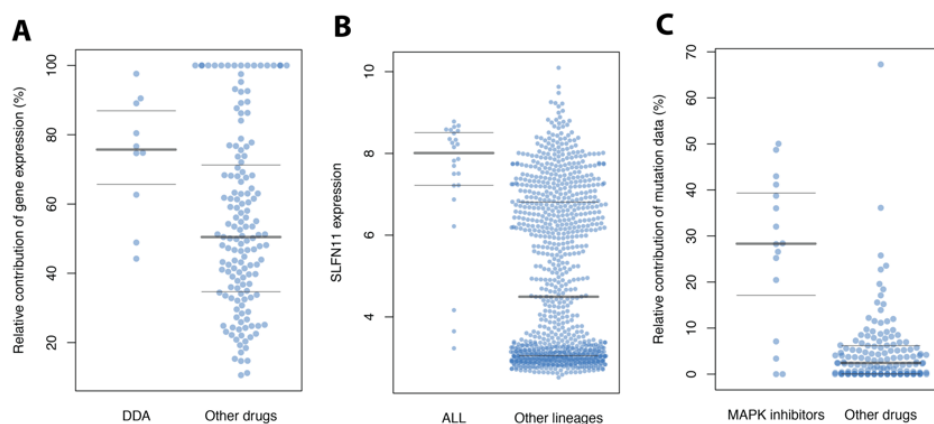 A
Relative contribution of gene expression (%)
100
80
60
40
20
DDA Other drugs
B
SLFN11 expression
10
8
6
4
ALL Other lineages
C
Relative contribution of mutation data (%)
70
60
50
40
30
20
10
0
MAPK inhibitors Other drugs